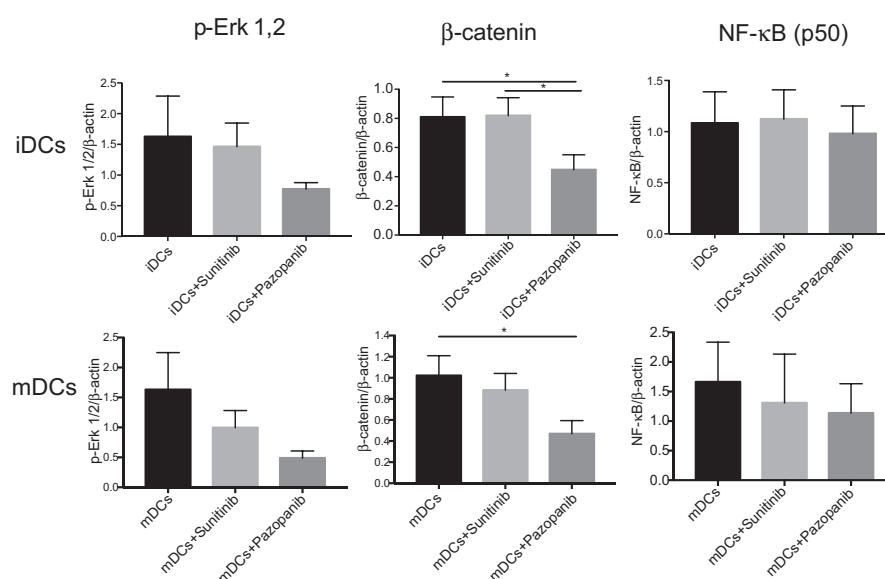 p-Erk 1,2
β-catenin
NF-κB (p50)
iDCs
p-Erk 1/2/β-actin
2.5
2.0
1.5
1.0
0.5
0.0
iDCs
iDCs+Sunitinib
iDCs+Pazopanib
β-catenin/β-actin
1.0
0.8
0.6
0.4
0.2
0.0
*
*
iDCs
iDCs+Sunitinib
iDCs+Pazopanib
NF-κB/β-actin
1.5
1.0
0.5
0.0
iDCs
iDCs+Sunitinib
iDCs+Pazopanib
mDCs
p-Erk 1/2/β-actin
2.5
2.0
1.5
1.0
0.5
0.0
mDCs
mDCs+Sunitinib
mDCs+Pazopanib
β-catenin/β-actin
1.4
1.2
1.0
0.8
0.6
0.4
0.2
0.0
*
mDCs
mDCs+Sunitinib
mDCs+Pazopanib
NF-κB/β-actin
2.5
2.0
1.5
1.0
0.5
0.0
mDCs
mDCs+Sunitinib
mDCs+Pazopanib